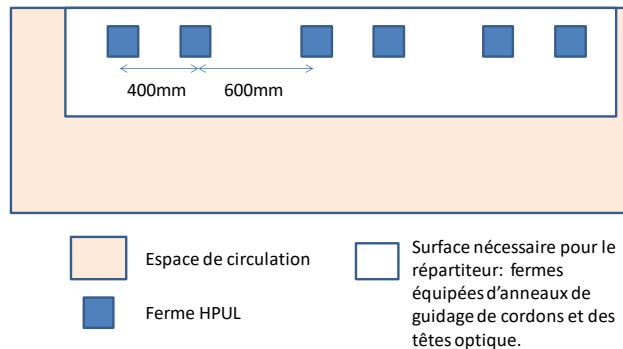 400mm
600mm
Espace de circulation
Ferme HPUL
Surface nécessaire pour le
répartiteur: fermes
équipées d'anneaux de
guidage de cordons et des
têtes optique.